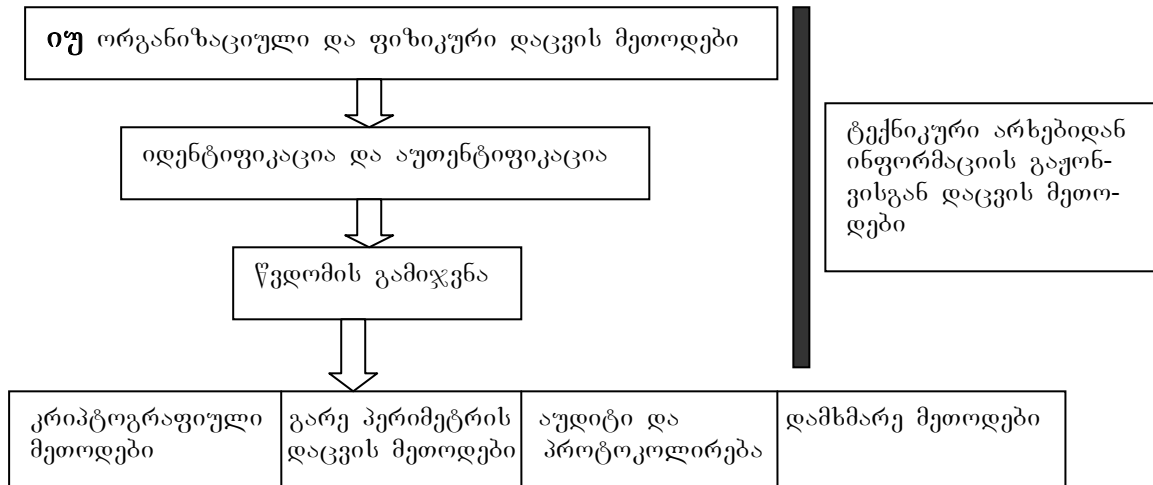 იუ ორგანიზაციული და ფიზიკური დაცვის მეთოდები
იდენტიფიკაცია და აუთენტიფიკაცია
წვდომის გამიჯვნა
ტექნიკური არხებიდან
ინფორმაციის გაჟონ-
ვისგან დაცვის მეთო-
დები
კრიპტოგრაფიული
მეთოდები
გარე პერიმეტრის
დაცვის მეთოდები
აუდიტი და
პროტოკოლირება
დამხმარე მეთოდები